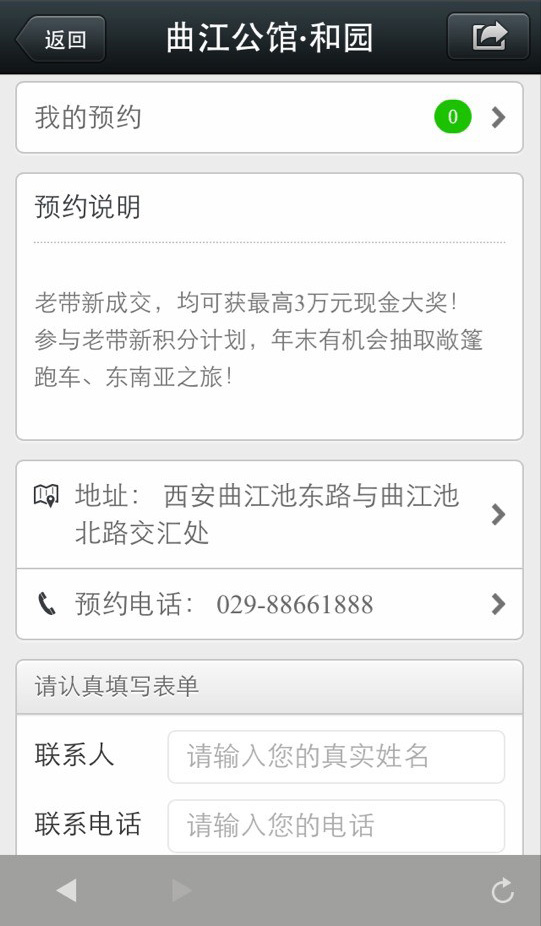 返回
曲江公馆·和园
我的预约
0
预约说明
老带新成交，均可获最高3万元现金大奖！
参与老带新积分计划，年末有机会抽取敞篷
跑车、东南亚之旅！
地址： 西安曲江池东路与曲江池
北路交汇处
预约电话： 029-88661888
请认真填写表单
联系人
请输入您的真实姓名
联系电话
请输入您的电话